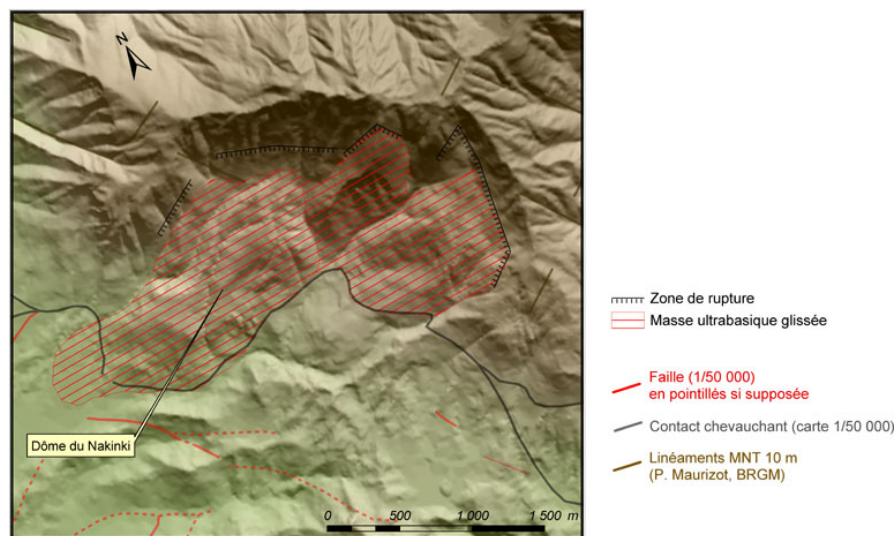 N
Zone de rupture
Masse ultrabasique glissée
Faille (1/50 000)
en pointillés si supposée
Contact chevauchant (carte 1/50 000)
Dôme du Nakinki
Linéaments MNT 10 m
(P. Maurizot, BRGM)
0 500 1 000 1 500 m